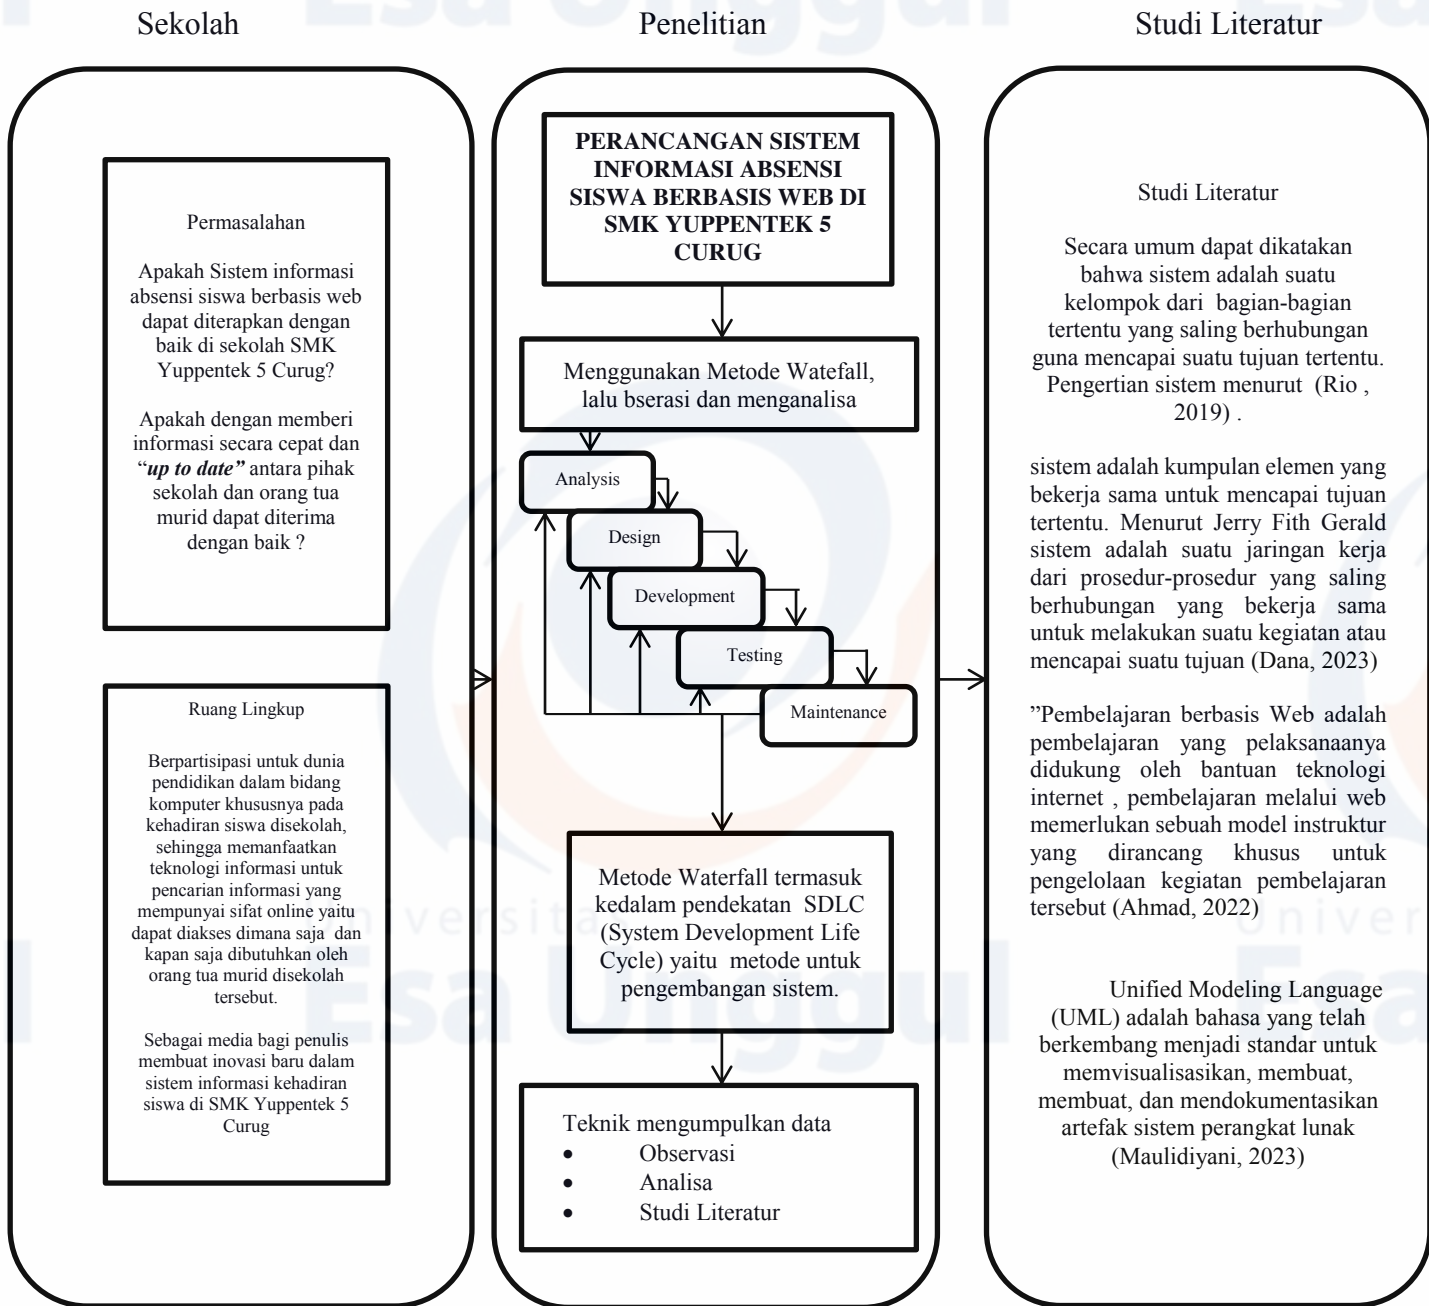 Sekolah
Permasalahan
Apakah Sistem informasi
absensi siswa berbasis web
dapat diterapkan dengan
baik di sekolah SMK
Yuppentek 5 Curug?
Apakah dengan memberi
informasi secara cepat dan
“up to date” antara pihak
sekolah dan orang tua
murid dapat diterima
dengan baik ?
Ruang Lingkup
Berpartisipasi untuk dunia
pendidikan dalam bidang
komputer khususnya pada
kehadiran siswa disekolah,
sehingga memanfaatkan
teknologi informasi untuk
pencarian informasi yang
mempunyai sifat online yaitu
dapat diakses dimana saja  dan
kapan saja dibutuhkan oleh
orang tua murid disekolah
tersebut.
Sebagai media bagi penulis
membuat inovasi baru dalam
sistem informasi kehadiran
siswa di SMK Yuppentek 5
Curug
Penelitian
PERANCANGAN SISTEM
INFORMASI ABSENSI
SISWA BERBASIS WEB DI
SMK YUPPENTEK 5
CURUG
Menggunakan Metode Watefall,
lalu bserasi dan menganalisa
Analysis
Design
Development
Testing
Maintenance
Metode Waterfall termasuk
kedalam pendekatan  SDLC
(System Development Life
Cycle) yaitu  metode untuk
pengembangan sistem.
Teknik mengumpulkan data
• Observasi
• Analisa
• Studi Literatur
Studi Literatur
Studi Literatur
Secara umum dapat dikatakan
bahwa sistem adalah suatu
kelompok dari  bagian-bagian
tertentu yang saling berhubungan
guna mencapai suatu tujuan tertentu.
Pengertian sistem menurut  (Rio ,
2019) .
sistem adalah kumpulan elemen yang
bekerja sama untuk mencapai tujuan
tertentu. Menurut Jerry Fith Gerald
sistem adalah suatu jaringan kerja
dari prosedur-prosedur yang saling
berhubungan yang bekerja sama
untuk melakukan suatu kegiatan atau
mencapai suatu tujuan (Dana, 2023)
”Pembelajaran berbasis Web adalah
pembelajaran yang pelaksanaanya
didukung oleh bantuan teknologi
internet , pembelajaran melalui web
memerlukan sebuah model instruktur
yang dirancang khusus untuk
pengelolaan kegiatan pembelajaran
tersebut (Ahmad, 2022)
Unified Modeling Language
(UML) adalah bahasa yang telah
berkembang menjadi standar untuk
memvisualisasikan, membuat,
membuat, dan mendokumentasikan
artefak sistem perangkat lunak
(Maulidiyani, 2023)
Esa Unggul
Universitas
Esa Unggul